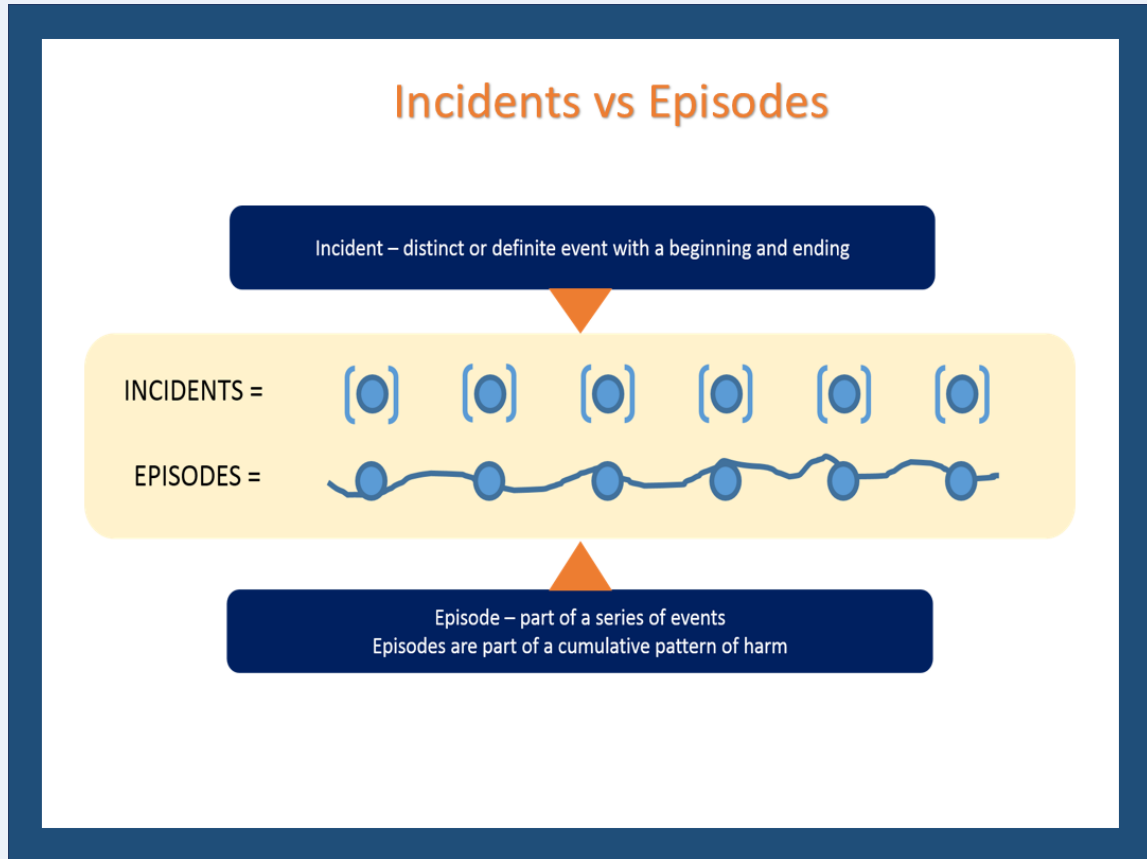 Incidents vs Episodes
Incident – distinct or definite event with a beginning and ending
INCIDENTS =
EPISODES =
Episode – part of a series of events
Episodes are part of a cumulative pattern of harm